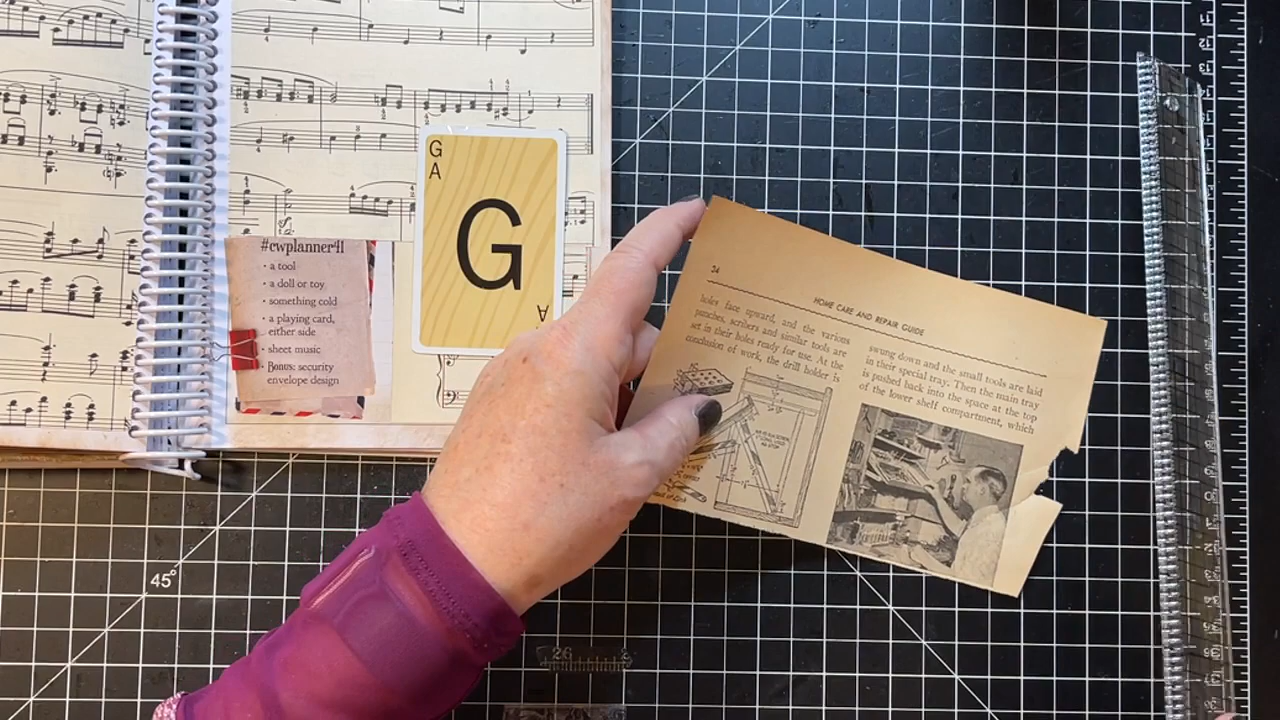 G
A
G
A
#cwplanner41
· a tool
· a doll or toy
· something cold
· a playing card,
either side
· sheet music
· Bonus: security
envelope design
34
HOME CARE AND REPAIR GUIDE
holes face upward, and the various
punches, scribers and similar tools are
set in their holes ready for use. At the
conclusion of work, the drill holder is
swung down and the small tools are laid
in their special tray. Then the main tray
is pushed back into the space at the top
of the lower shelf compartment, which
45°
26